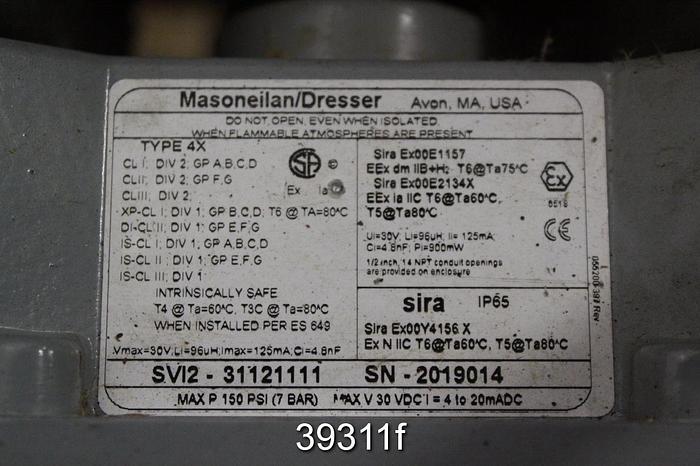 Masoneilan/Dresser Avon, MA, USA
DO NOT OPEN, EVEN WHEN ISOLATED,
WHEN FLAMMABLE ATMOSPHERES ARE PRESENT
TYPE 4X
CL I; DIV 2; GP A,B,C,D
CL II; DIV 2; GP F,G
CL III; DIV 2;
XP-CL I; DIV 1; GP B,C,D; T6 @ TA=80°C
DI-CL II; DIV 1; GP E,F,G
IS-CL I; DIV 1; GP A,B,C,D
IS-CL II; DIV 1; GP E,F,G
IS-CL III; DIV 1
INTRINSICALLY SAFE
T4 @ Ta=60°C, T3C @ Ta=80°C
WHEN INSTALLED PER ES 649
Vmax=30V,Li=96uH,Imax=125mA,Ci=4.8nF
SA ©
Ex ia
Sira Ex00E1157
EEx dm IIB+H2 T6@Ta75°C
Sira Ex00E2134X
EEx ia IIC T6@Ta60°C,
T5@Ta80°C
Ui=30V, Li=96uH, Ii= 125mA
Ci=4.8nF, Pi=900mW
1/2 inch, 14 NPT conduit openings
are provided on enclosure
Ex
0518
CE
sira IP65
Sira Ex00Y4156 X
Ex N IIC T6@Ta60°C, T5@Ta80°C
Rev
SVI2 - 31121111 SN - 2019014
MAX P 150 PSI (7 BAR) MAX V 30 VDC I = 4 to 20mADC
39311f